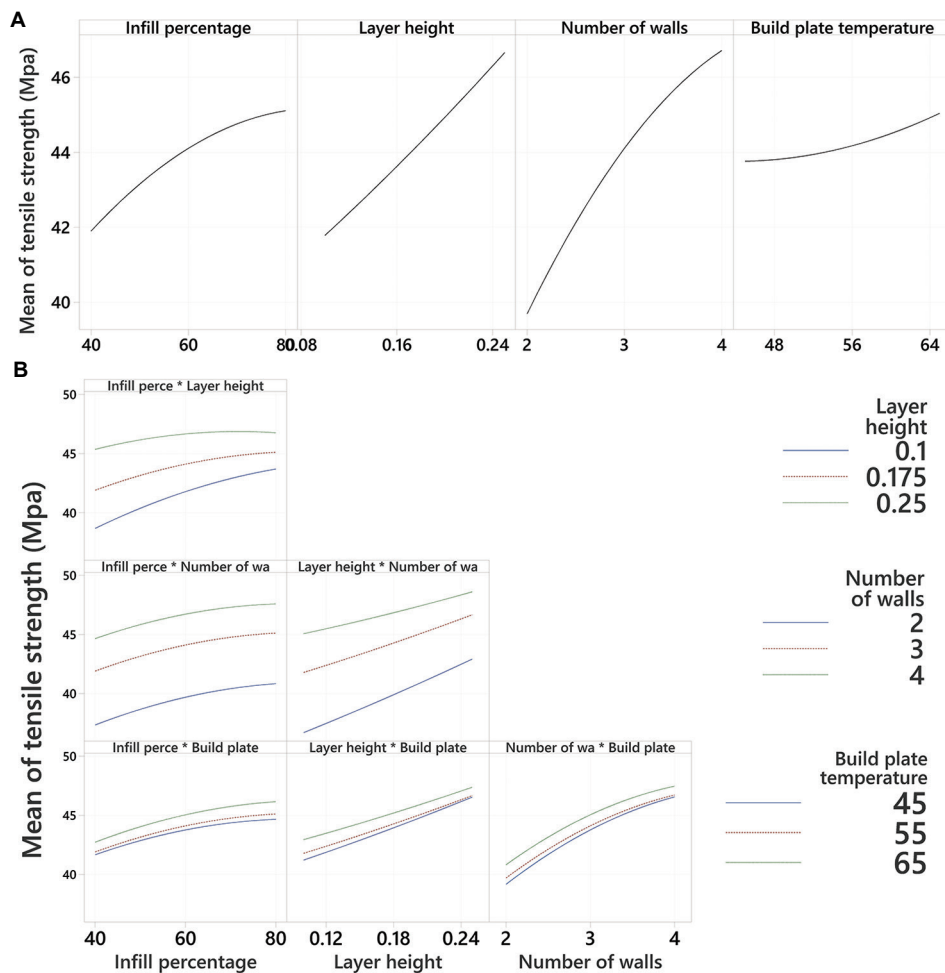 A
Infill percentage Layer height Number of walls Build plate temperature
Mean of tensile strength (Mpa)
46
44
42
40
40 60 80 0.08 0.16 0.24 2 3 4 48 56 64
B
Mean of tensile strength (Mpa)
Infill perce * Layer height
50
45
40
Layer
height
0.1
0.175
0.25
Infill perce * Number of wa Layer height * Number of wa
50
45
40
Number
of walls
2
3
4
Infill perce * Build plate Layer height * Build plate Number of wa * Build plate
50
45
40
Build plate
temperature
45
55
65
40 60 80 0.12 0.18 0.24 2 3 4
Infill percentage Layer height Number of walls